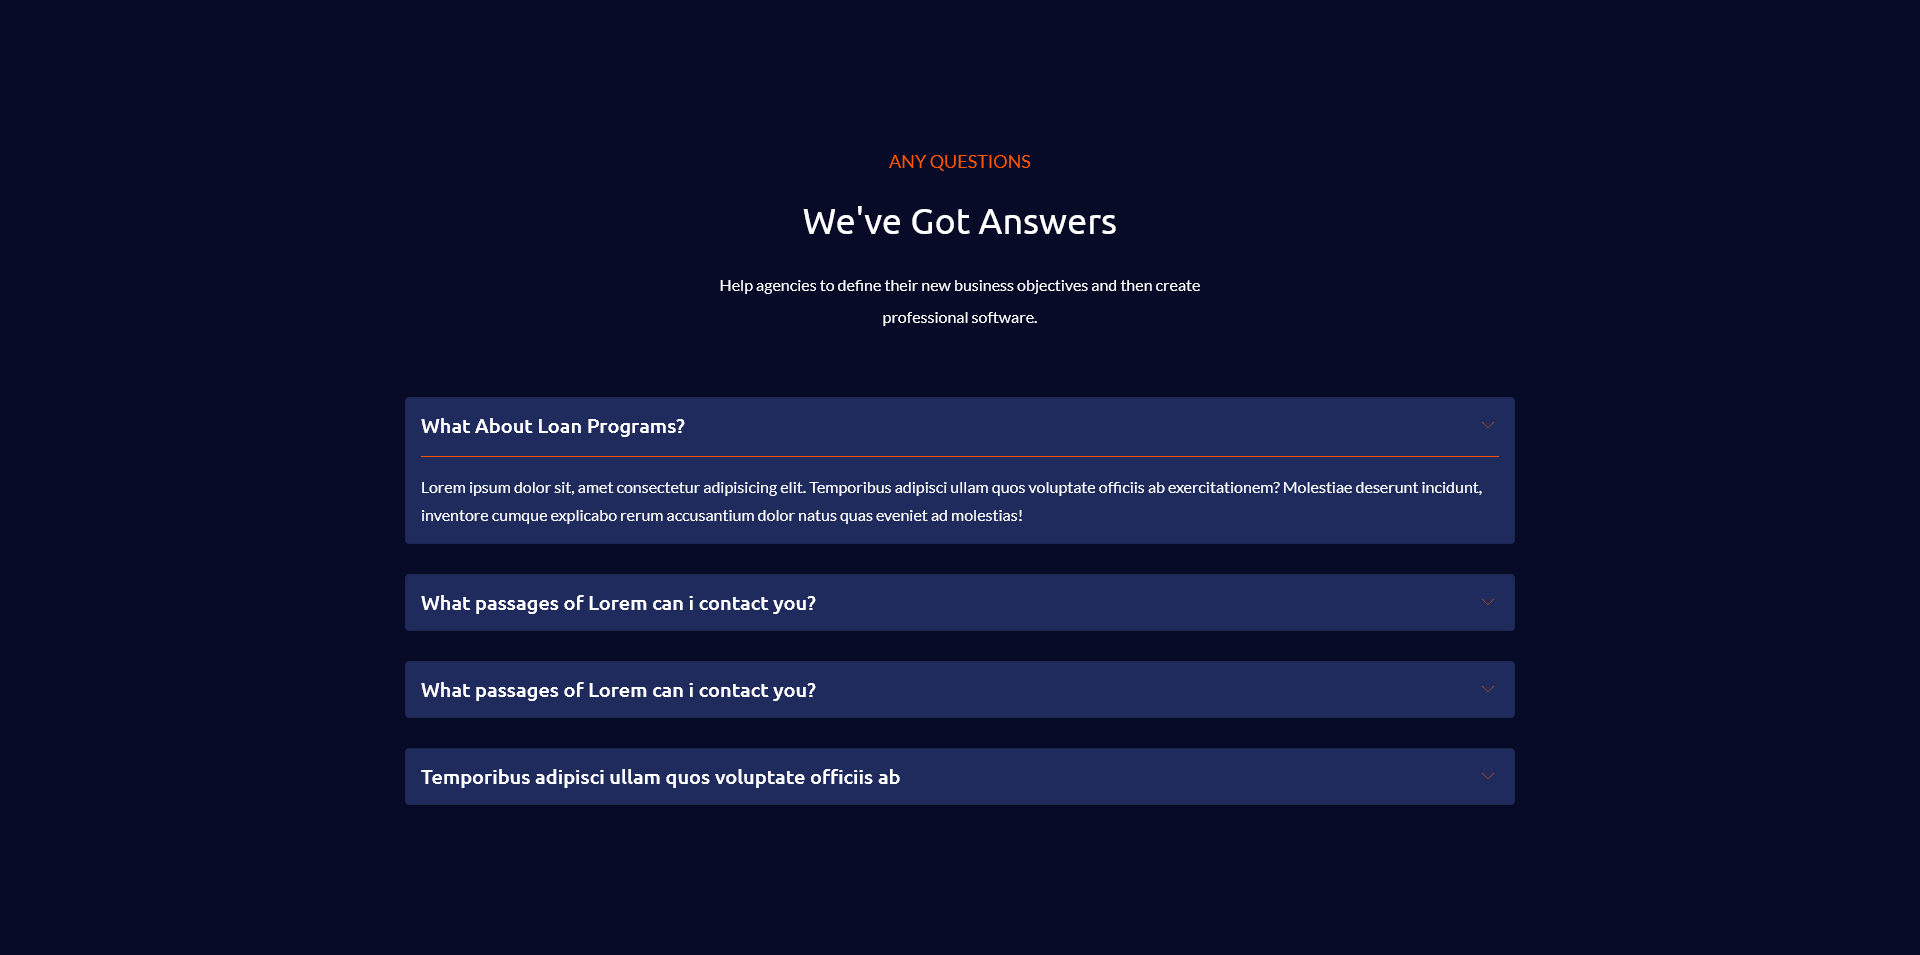 ANY QUESTIONS
We've Got Answers
Help agencies to define their new business objectives and then create
professional software.
What About Loan Programs?
Lorem ipsum dolor sit, amet consectetur adipisicing elit. Temporibus adipisci ullam quos voluptate officiis ab exercitationem? Molestiae deserunt incidunt,
inventore cumque explicabo rerum accusantium dolor natus quas eveniet ad molestias!
What passages of Lorem can i contact you?
What passages of Lorem can i contact you?
Temporibus adipisci ullam quos voluptate officiis ab